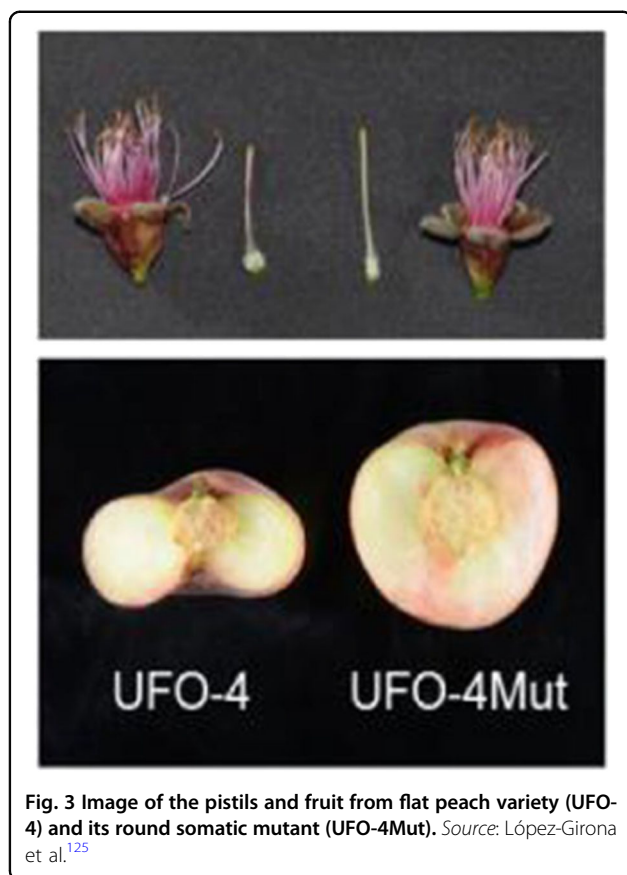 UFO-4 UFO-4Mut
Fig. 3 Image of the pistils and fruit from flat peach variety (UFO-
4) and its round somatic mutant (UFO-4Mut). Source: López-Girona
et al.125